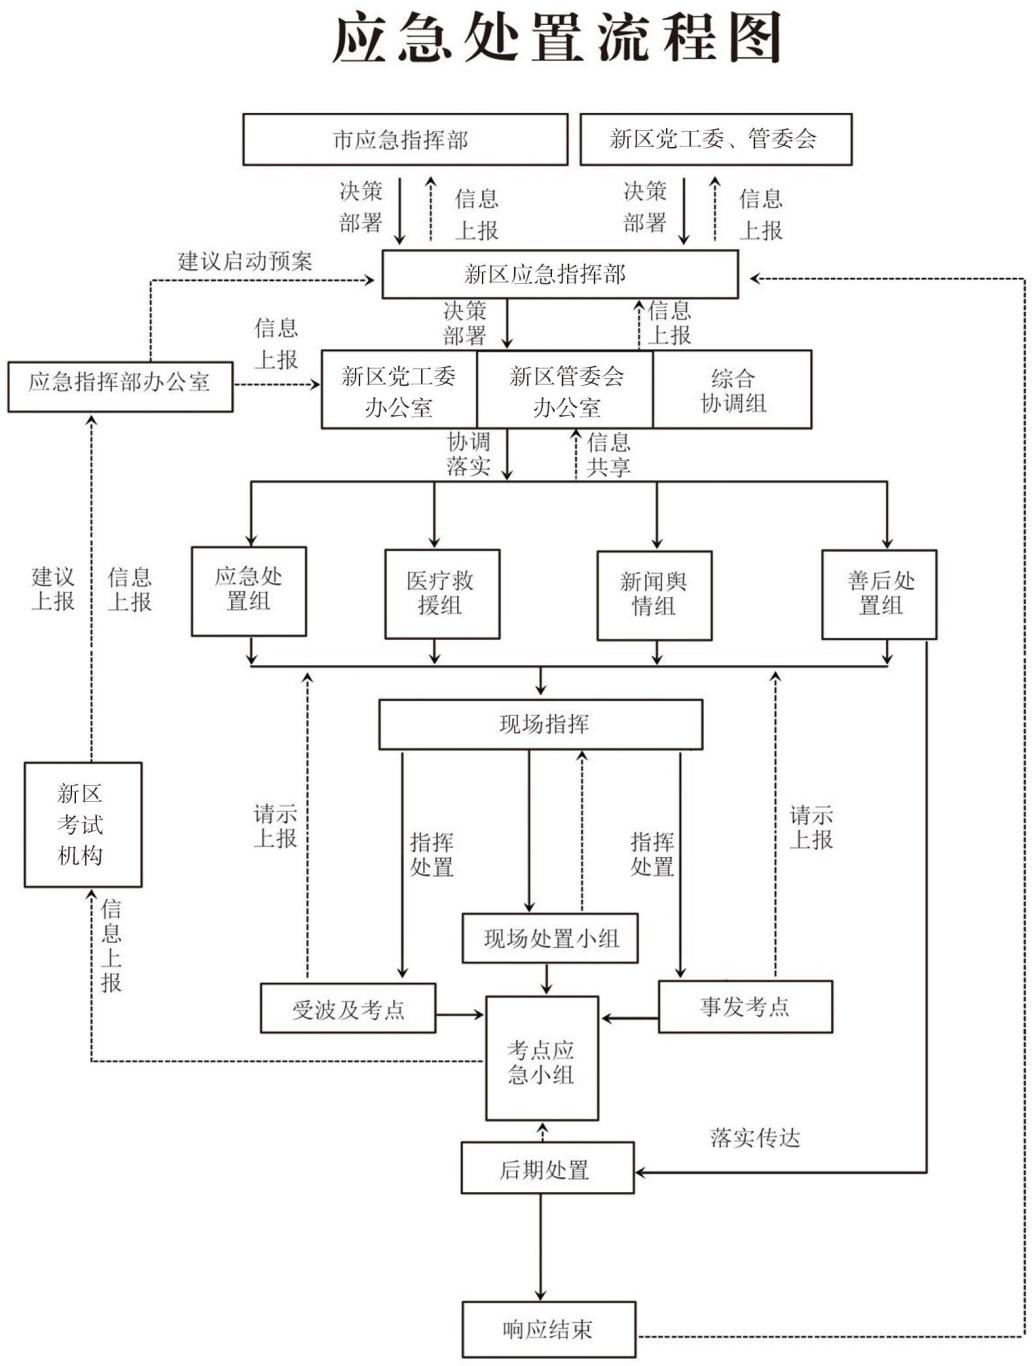 应急处置流程图
市应急指挥部
新区党工委、管委会
决策
部署
信息
上报
决策
部署
信息
上报
建议启动预案
新区应急指挥部
决策
部署
信息
上报
信息
上报
应急指挥部办公室
新区党工委
办公室
新区管委会
办公室
综合
协调组
协调
落实
信息
共享
建议
上报
信息
上报
应急处
置组
医疗救
援组
新闻舆
情组
善后处
置组
现场指挥
新区
考试
机构
请示
上报
指挥
处置
指挥
处置
请示
上报
信
息
上
报
现场处置小组
受波及考点
事发考点
考点应
急小组
落实传达
后期处置
响应结束